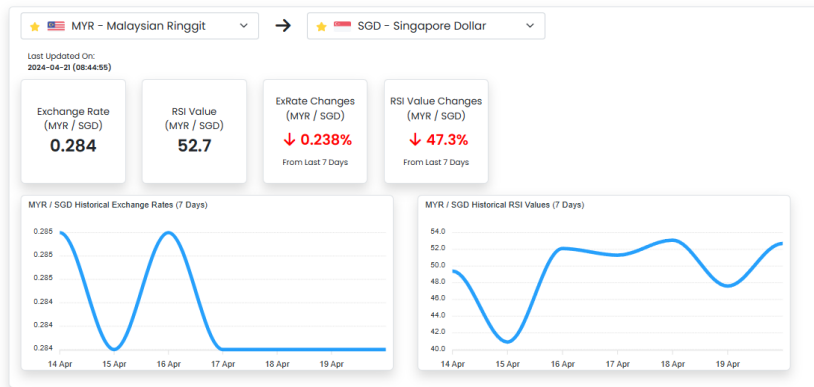 MYR - Malaysian Ringgit
SGD - Singapore Dollar
Last Updated On:
2024-04-21 (08:44:55)
Exchange Rate
(MYR / SGD)
0.284
RSI Value
(MYR / SGD)
52.7
ExRate Changes
(MYR / SGD)
↓ 0.238%
From Last 7 Days
RSI Value Changes
(MYR / SGD)
↓ 47.3%
From Last 7 Days
MYR / SGD Historical Exchange Rates (7 Days)
0.285
0.285
0.285
0.284
0.284
0.284
14 Apr 15 Apr 16 Apr 17 Apr 18 Apr 19 Apr
MYR / SGD Historical RSI Values (7 Days)
54.0
52.0
50.0
48.0
46.0
44.0
42.0
40.0
14 Apr 15 Apr 16 Apr 17 Apr 18 Apr 19 Apr